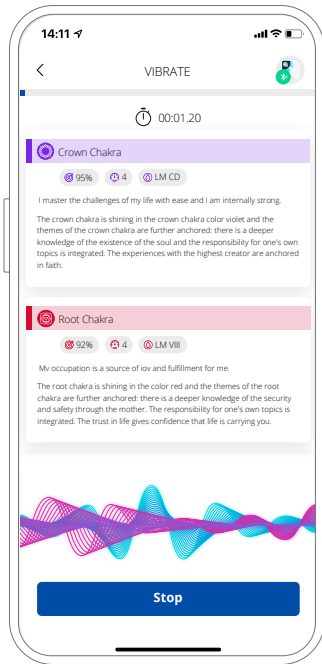 14:11
VIBRATE
00:01.20
Crown Chakra
95% 4 LM CD
I master the challenges of my life with ease and I am internally strong.
The crown chakra is shining in the crown chakra color violet and the
themes of the crown chakra are further anchored: there is a deeper
knowledge of the existence of the soul and the responsibility for one's own
topics is integrated. The experiences with the highest creator are anchored
in faith.
Root Chakra
92% 4 LM VIII
My occupation is a source of joy and fulfillment for me.
The root chakra is shining in the color red and the themes of the root
chakra are further anchored: there is a deeper knowledge of the security
and safety through the mother. The responsibility for one's own topics is
integrated. The trust in life gives confidence that life is carrying you.
Stop